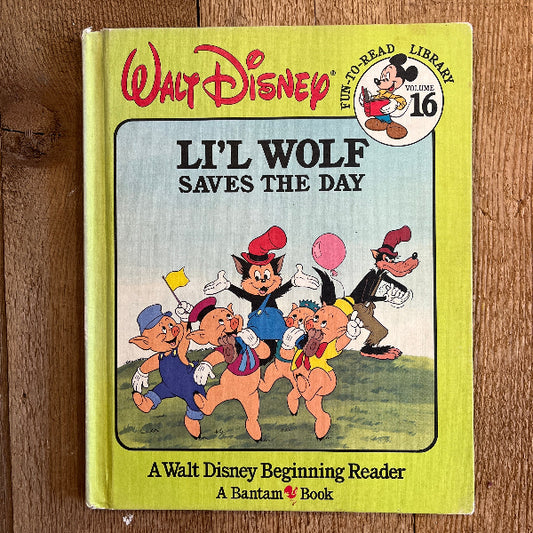 WALT DISNEY®
FUN-TO-READ LIBRARY
VOLUME
16
LI'L WOLF
SAVES THE DAY
A Walt Disney Beginning Reader
A Bantam Book